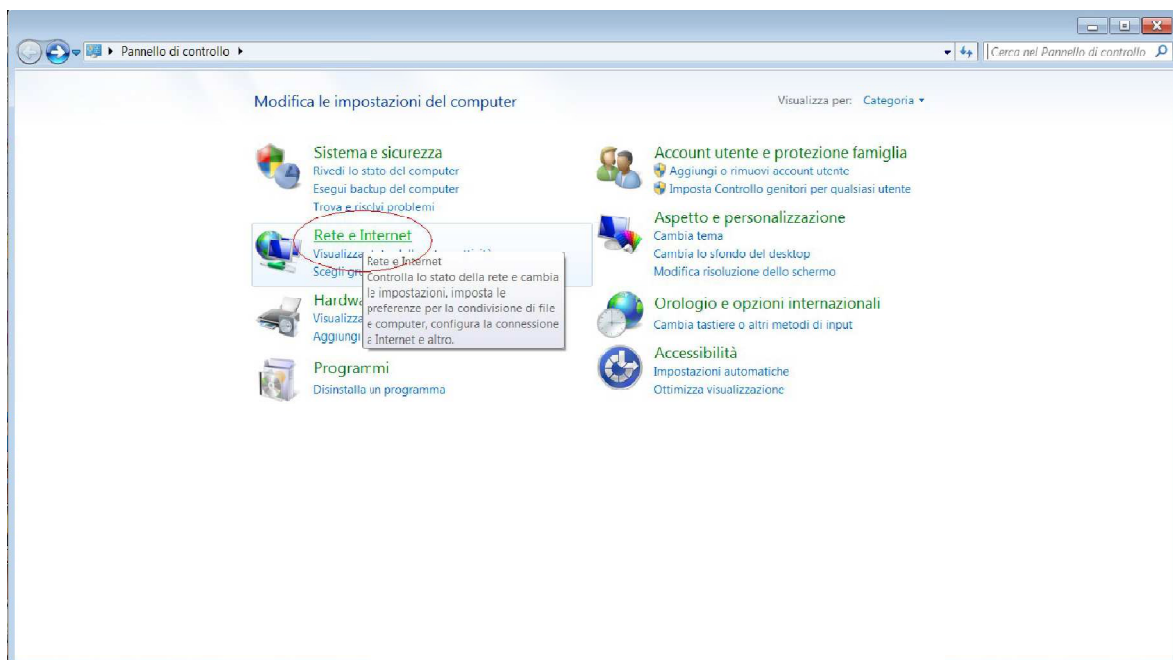 Pannello di controllo
Cerca nel Pannello di controllo
Modifica le impostazioni del computer
Visualizza per: Categoria
Sistema e sicurezza
Rivedi lo stato del computer
Esegui backup del computer
Trova e risolvi problemi
Rete e Internet
Visualizza
Scegli
Rete e Internet
Controlla lo stato della rete e cambia
le impostazioni, imposta le
preferenze per la condivisione di file
e computer, configura la connessione
a Internet e altro.
Hardwa
Visualizza
Aggiungi
Programmi
Disinstalla un programma
Account utente e protezione famiglia
Aggiungi o rimuovi account utente
Imposta Controllo genitori per qualsiasi utente
Aspetto e personalizzazione
Cambia tema
Cambia lo sfondo del desktop
Modifica risoluzione dello schermo
Orologio e opzioni internazionali
Cambia tastiere o altri metodi di input
Accessibilità
Impostazioni automatiche
Ottimizza visualizzazione